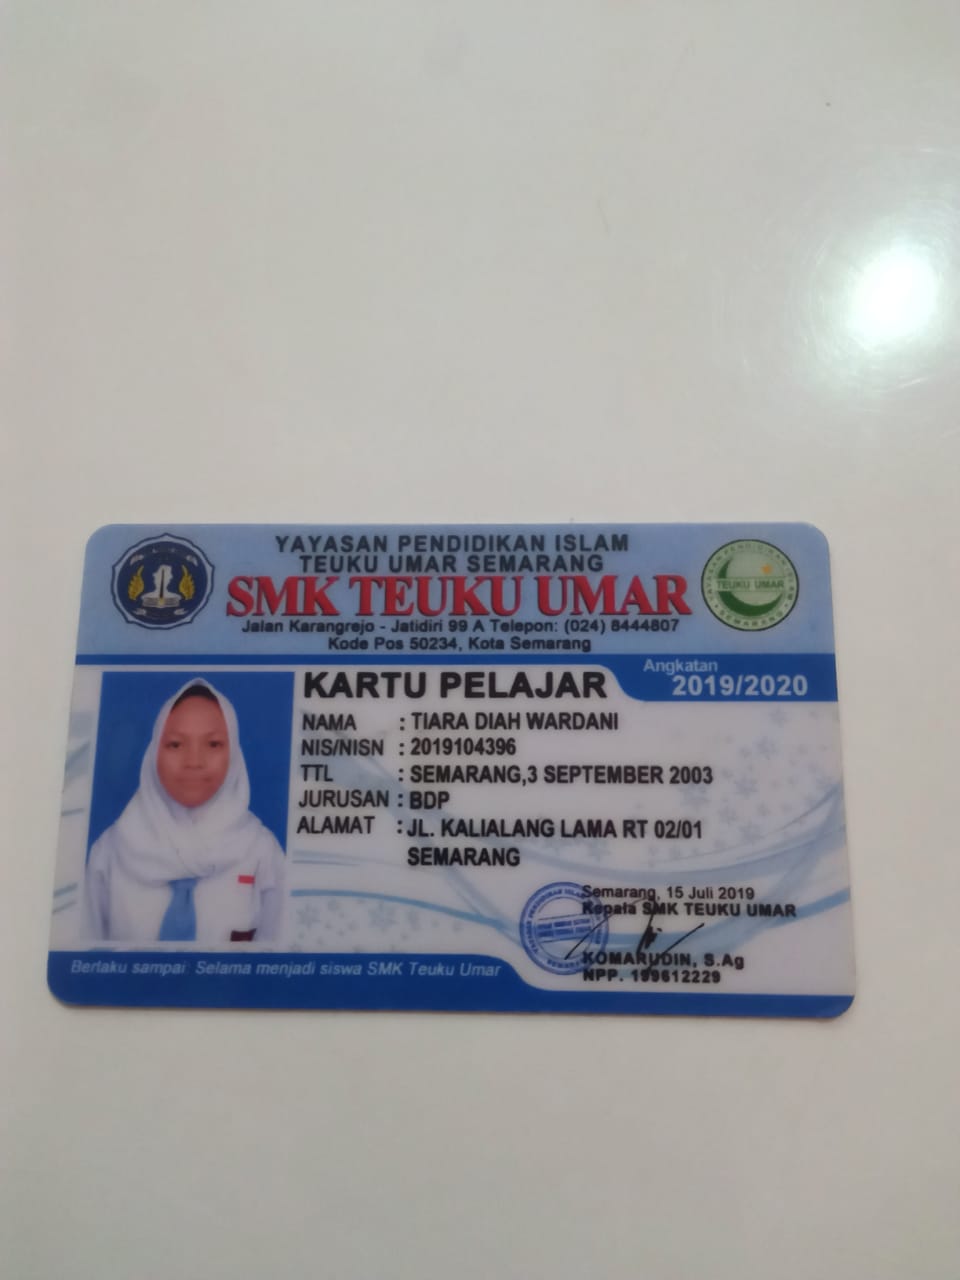 YAYASAN PENDIDIKAN ISLAM
TEUKU UMAR SEMARANG
SMK TEUKU UMAR
Jalan Karangrejo - Jatidiri 99 A Telepon: (024) 8444807
Kode Pos 50234, Kota Semarang
TEUKU UMAR
Angkatan
2019/2020
KARTU PELAJAR
NAMA : TIARA DIAH WARDANI
NIS/NISN : 2019104396
TTL : SEMARANG,3 SEPTEMBER 2003
JURUSAN : BDP
ALAMAT : JL. KALIALANG LAMA RT 02/01
SEMARANG
Semarang, 15 Juli 2019
Kepala SMK TEUKU UMAR
KOMARUDIN, S.Ag
NPP. 199612229
Berlaku sampai: Selama menjadi siswa SMK Teuku Umar